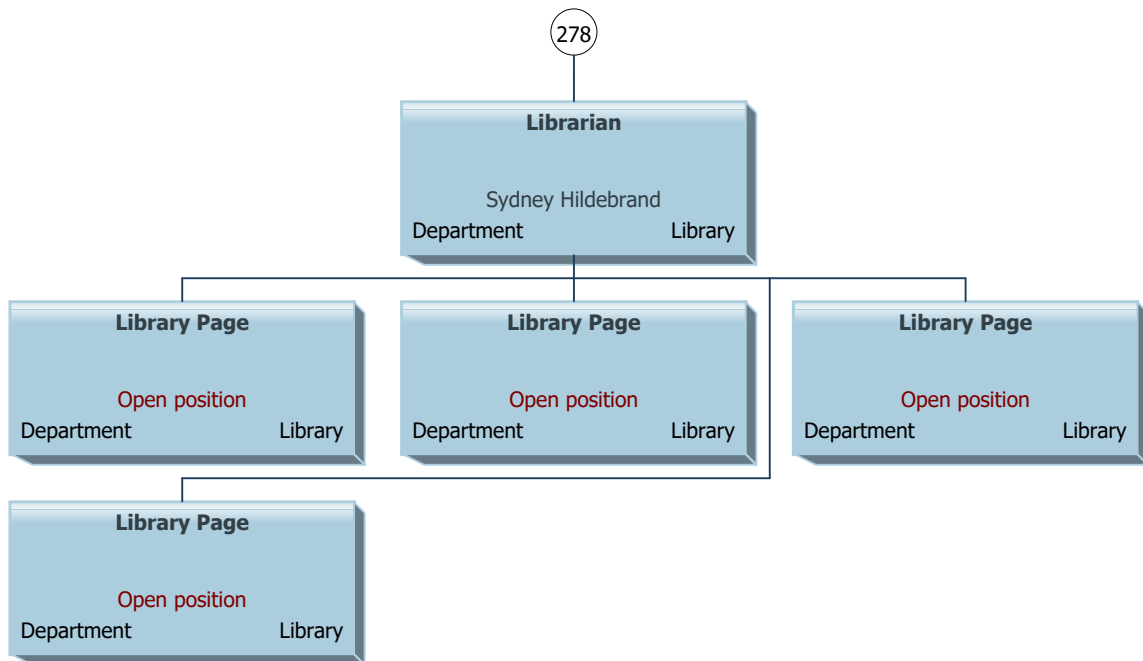 278
Librarian
Sydney Hildebrand
Department Library
Library Page
Open position
Department Library
Library Page
Open position
Department Library
Library Page
Open position
Department Library
Library Page
Open position
Department Library